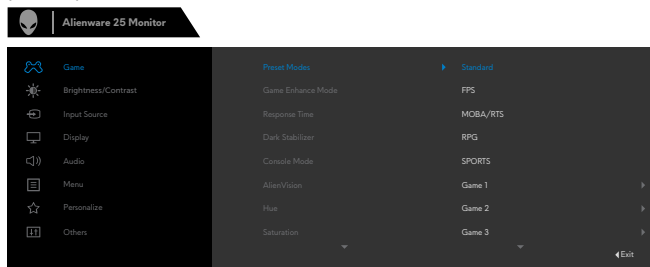 Alienware 25 Monitor
Game Preset Modes Standard
Brightness/Contrast Game Enhance Mode FPS
Input Source Response Time MOBA/RTS
Display Dark Stabilizer RPG
Audio Console Mode SPORTS
Menu AlienVision Game 1
Personalize Hue Game 2
Others Saturation Game 3
Exit